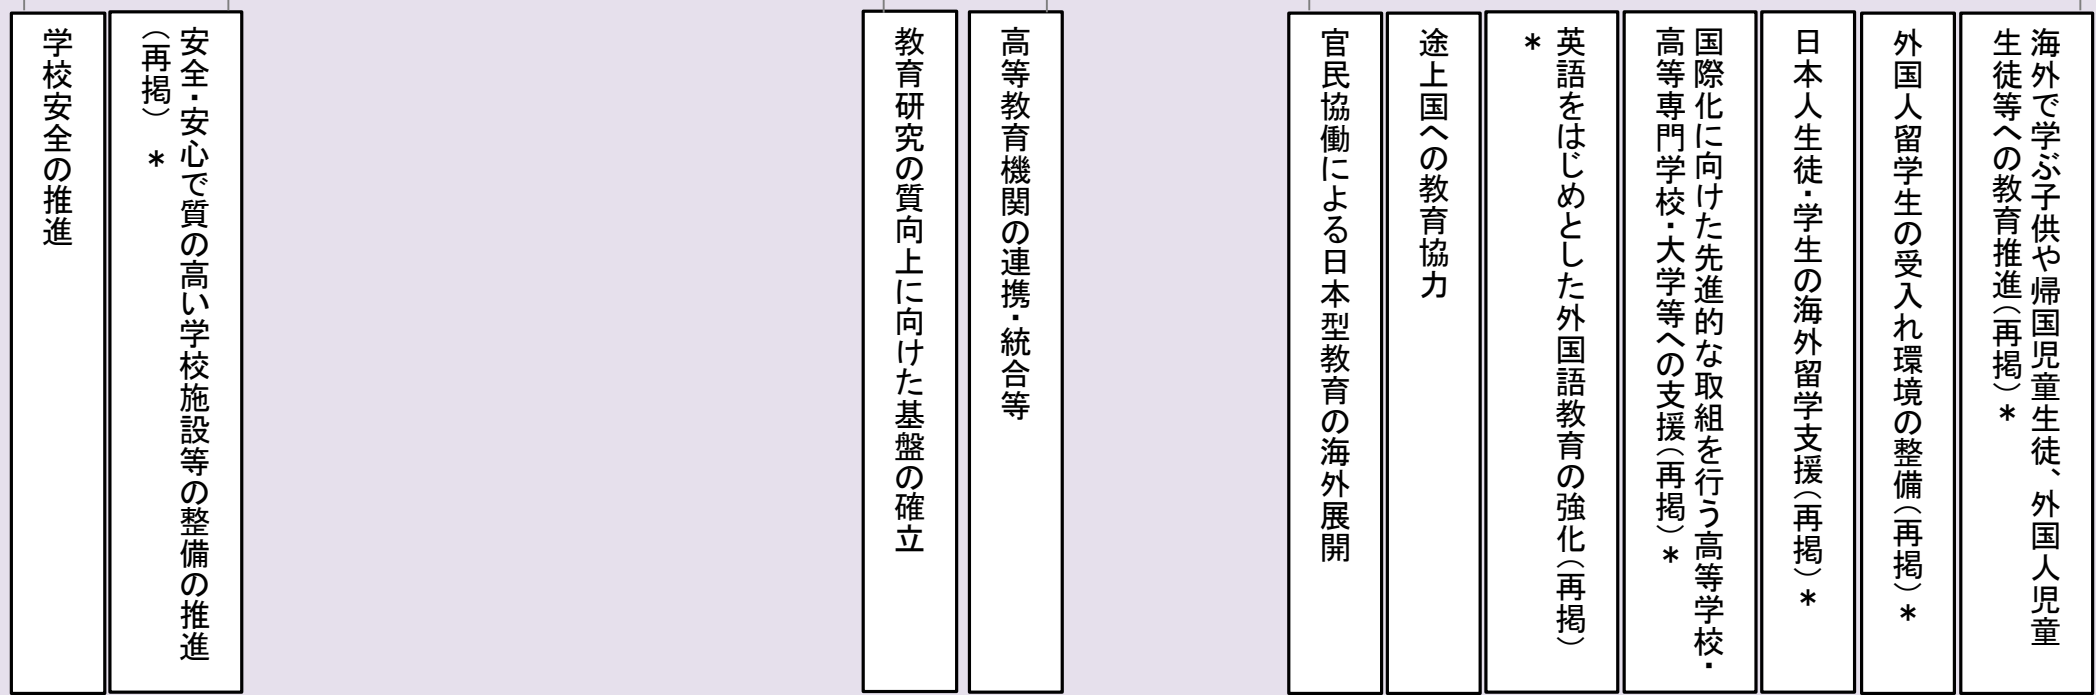 海外で学ぶ子供や帰国児童生徒、外国人児童
生徒等への教育推進（再掲）*
外国人留学生の受入れ環境の整備（再掲）*
日本人生徒・学生の海外留学支援（再掲）*
国際化に向けた先進的な取組を行う高等学校・
高等専門学校・大学等への支援（再掲）*
英語をはじめとした外国語教育の強化（再掲）
*
途上国への教育協力
官民協働による日本型教育の海外展開
高等教育機関の連携・統合等
教育研究の質向上に向けた基盤の確立
安全・安心で質の高い学校施設等の整備の推進
（再掲） *
学校安全の推進